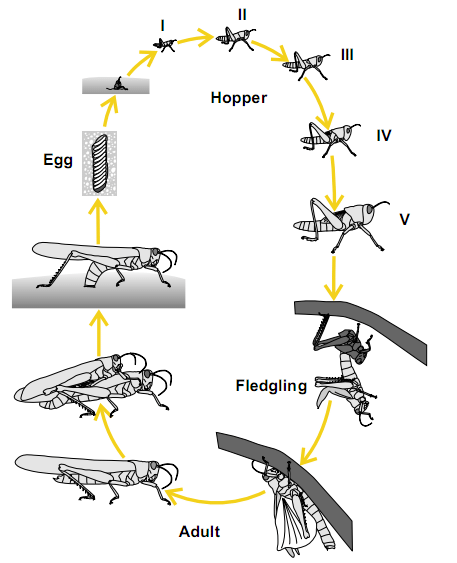 I
II
III
Hopper
IV
Egg
V
Fledgling
Adult